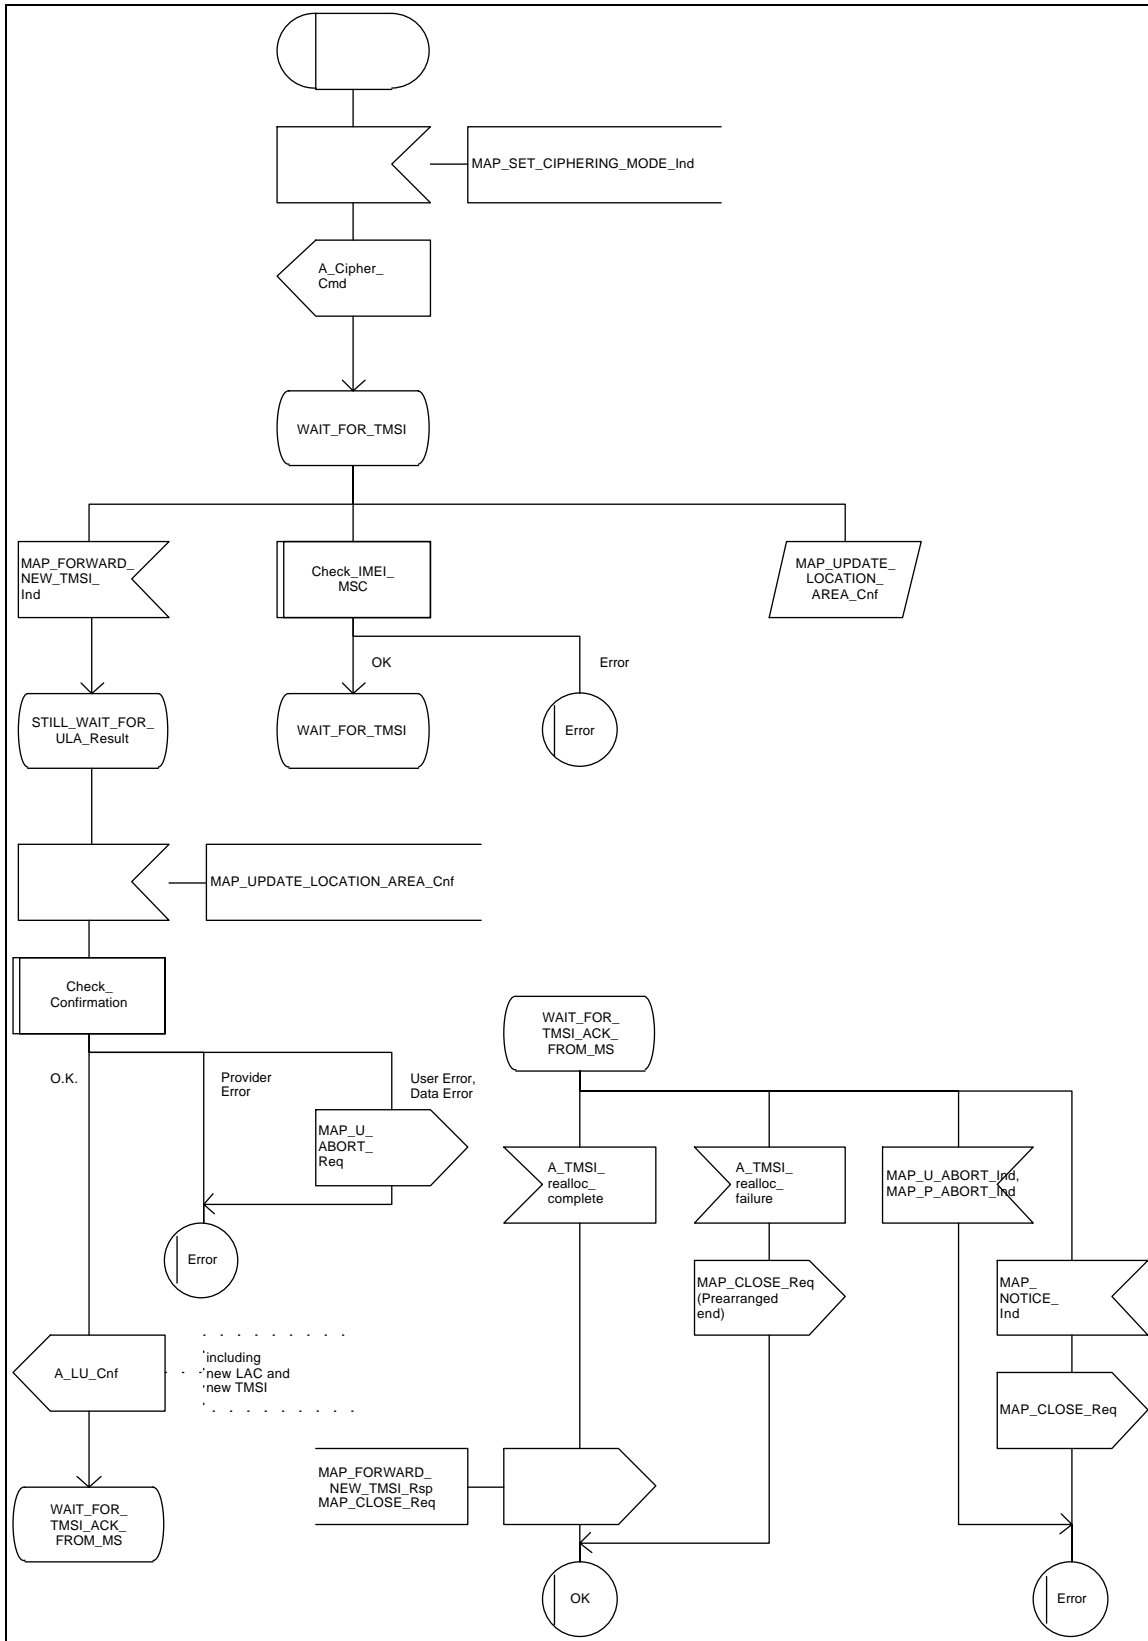 MAP_SET_CIPHERING_MODE_Ind
A_Cipher_
Cmd
WAIT_FOR_TMSI
MAP_FORWARD_
NEW_TMSI_
Ind
Check_IMEI_
MSC
MAP_UPDATE_
LOCATION_
AREA_Cnf
OK
Error
STILL_WAIT_FOR_
ULA_Result
WAIT_FOR_TMSI
Error
MAP_UPDATE_LOCATION_AREA_Cnf
Check_
Confirmation
O.K.
Provider
Error
User Error,
Data Error
MAP_U_
ABORT_
Req
Error
A_LU_Cnf
including
new LAC and
new TMSI
WAIT_FOR_
TMSI_ACK_
FROM_MS
WAIT_FOR_
TMSI_ACK_
FROM_MS
A_TMSI_
realloc_
complete
A_TMSI_
realloc_
failure
MAP_U_ABORT_Ind,
MAP_P_ABORT_Ind
MAP_CLOSE_Req
(Prearranged
end)
MAP_
NOTICE_
Ind
MAP_CLOSE_Req
MAP_FORWARD_
NEW_TMSI_Rsp
MAP_CLOSE_Req
OK
Error